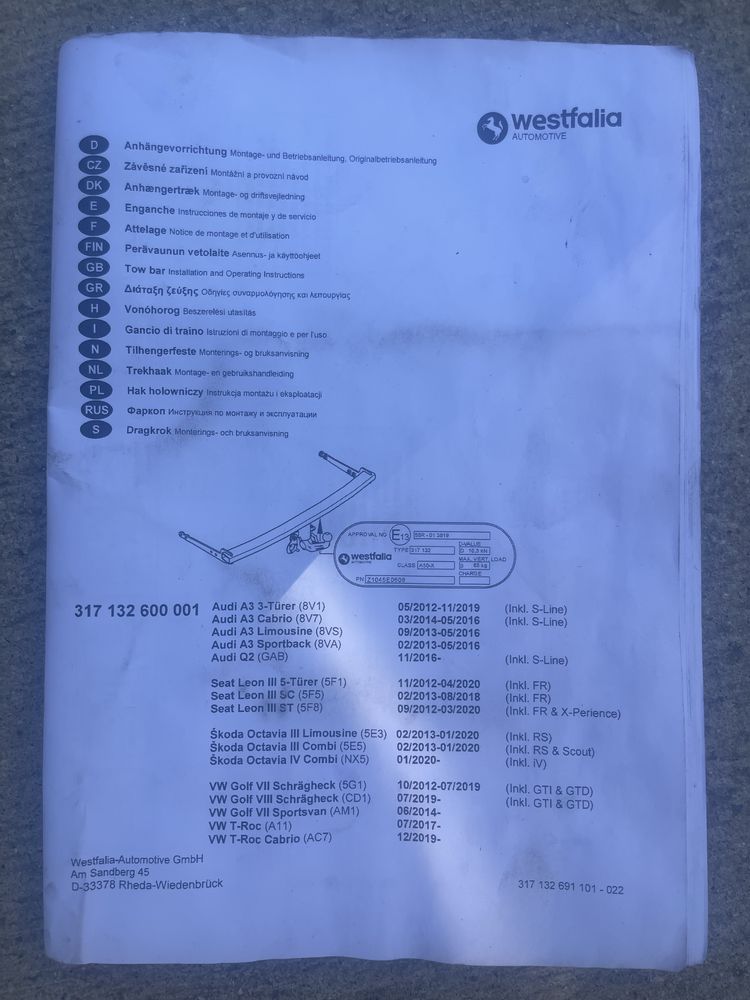 westfalia
AUTOMOTIVE
D Anhängevorrichtung Montage- und Betriebsanleitung, Originalbetriebsanleitung
CZ Závěsné zařízení Montážní a provozní návod
DK Anhængertræk Montage- og driftsvejledning
E Enganche Instrucciones de montaje y de servicio
F Attelage Notice de montage et d'utilisation
FIN Perävaunun vetolaite Asennus- ja käyttöohjeet
GB Tow bar Installation and Operating Instructions
GR Διάταξη ζεύξης Οδηγίες συναρμολόγησης και λειτουργίας
H Vonóhorog Beszerelési utasítás
I Gancio di traino Istruzioni di montaggio e per l'uso
N Tilhengerfeste Monterings- og bruksanvisning
NL Trekhaak Montage- en gebruikshandleiding
PL Hak holowniczy Instrukcja montażu i eksploatacji
RUS Фаркоп Инструкция по монтажу и эксплуатации
S Dragkrok Monterings- och bruksanvisning
APPROVAL NO E13 55R - 01 3819
westfalia
AUTOMOTIVE
TYPE 317 132
D-VALUE
D 10,3 kN
CLASS A50-X
MAX. VERT. LOAD
kg
CHARGE
PN
317 132 600 001
Audi A3 3-Türer (8V1) 05/2012-11/2019 (Inkl. S-Line)
Audi A3 Cabrio (8V7) 03/2014-05/2016 (Inkl. S-Line)
Audi A3 Limousine (8VS) 09/2013-05/2016
Audi A3 Sportback (8VA) 02/2013-05/2016
Audi Q2 (GAB) 11/2016- (Inkl. S-Line)
Seat Leon III 5-Türer (5F1) 11/2012-04/2020 (Inkl. FR)
Seat Leon III SC (5F5) 02/2013-08/2018 (Inkl. FR)
Seat Leon III ST (5F8) 09/2012-03/2020 (Inkl. FR & X-Perience)
Škoda Octavia III Limousine (5E3) 02/2013-01/2020 (Inkl. RS)
Škoda Octavia III Combi (5E5) 02/2013-01/2020 (Inkl. RS & Scout)
Škoda Octavia IV Combi (NX5) 01/2020- (Inkl. iV)
VW Golf VII Schrägheck (5G1) 10/2012-07/2019 (Inkl. GTI & GTD)
VW Golf VIII Schrägheck (CD1) 07/2019- (Inkl. GTI & GTD)
VW Golf VII Sportsvan (AM1) 06/2014-
VW T-Roc (A11) 07/2017-
VW T-Roc Cabrio (AC7) 12/2019-
Westfalia-Automotive GmbH
Am Sandberg 45
D-33378 Rheda-Wiedenbrück
317 132 691 101 - 022